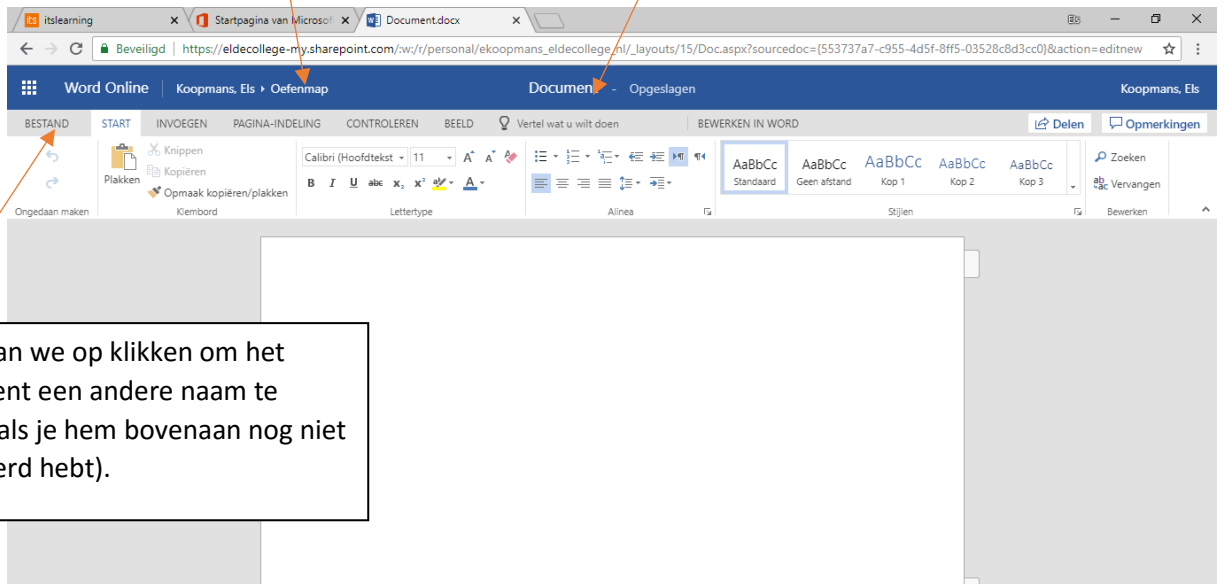 its itslearning
Startpagina van Microsof
Document.docx
Beveiligd | https://eldecollege-my.sharepoint.com/:w:/r/personal/ekoopmans_eldecollege_nl/_layouts/15/Doc.aspx?sourcedoc={553737a7-c955-4d5f-8ff5-03528c8d3cc0}&action=editnew
Word Online Koopmans, Els Oefenmap Document - Opgeslagen Koopmans, Els
BESTAND START INVOEGEN PAGINA-INDELING CONTROLEREN BEELD Vertel wat u wilt doen BEWERKEN IN WORD Delen Opmerkingen
Plakken
Knippen
Kopiëren
Opmaak kopiëren/plakken
Calibri (Hoofdtekst 11
B I U abc x₂ x² A
AaBbCc AaBbCc AaBbCc AaBbCc AaBbCc
Standaard Geen afstand Kop 1 Kop 2 Kop 3
Zoeken
Vervangen
Ongedaan maken Klembord Lettertype Alinea Stijlen Bewerken
an we op klikken om het
ent een andere naam te
als je hem bovenaan nog niet
erd hebt).